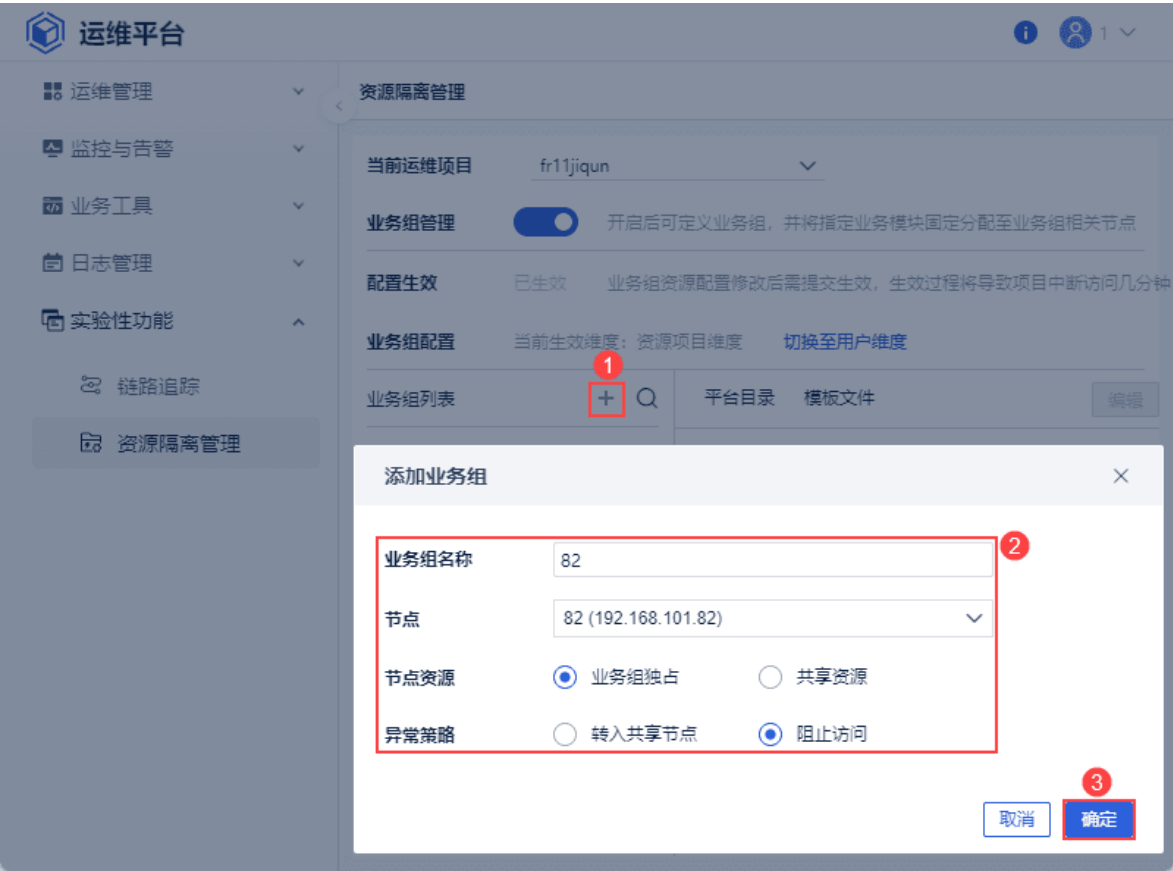 运维平台
1
运维管理
资源隔离管理
监控与告警
当前运维项目 fr11jiqun
业务工具
业务组管理 开启后可定义业务组，并将指定业务模块固定分配至业务组相关节点
日志管理
配置生效 已生效 业务组资源配置修改后需提交生效，生效过程将导致项目中断访问几分钟
实验性功能
业务组配置 当前生效维度：资源项目维度 切换至用户维度
1
链路追踪
业务组列表 平台目录 模板文件 编辑
资源隔离管理
添加业务组
2
业务组名称 82
节点 82 (192.168.101.82)
节点资源 业务组独占 共享资源
异常策略 转入共享节点 阻止访问
3
取消 确定